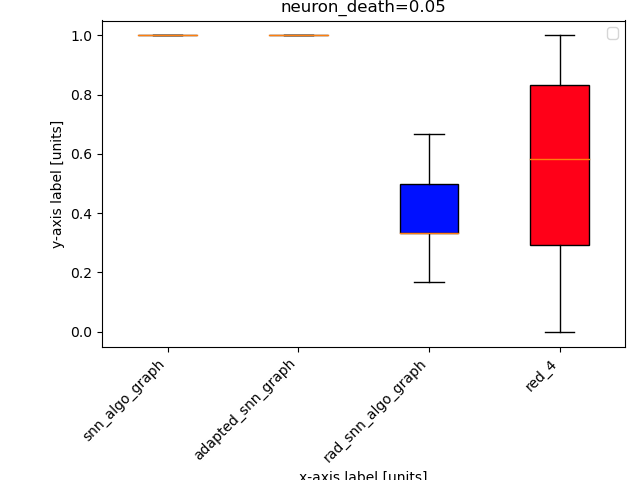 neuron_death=0.05
1.0
0.8
0.6
0.4
0.2
0.0
y-axis label [units]
snn_algo_graph
adapted_snn_graph
rad_snn_algo_graph
red_4
x-axis label [units]